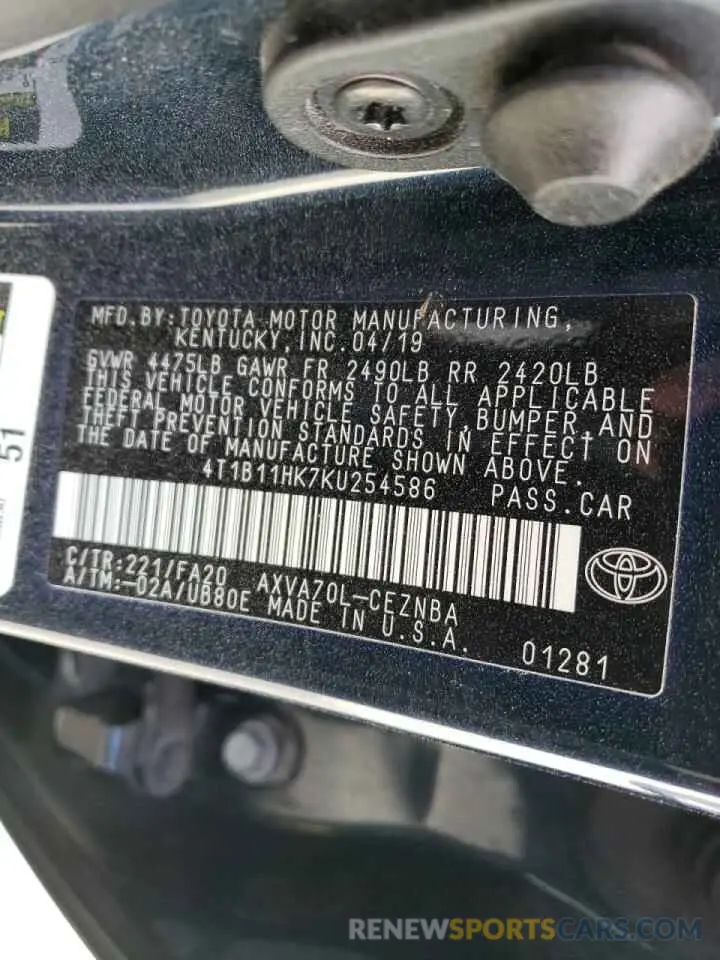 MFD.BY:TOYOTA MOTOR MANUFACTURING,
KENTUCKY,INC.04/19
GVWR 4475LB GAWR FR 2490LB RR 2420LB
THIS VEHICLE CONFORMS TO ALL APPLICABLE
FEDERAL MOTOR VEHICLE SAFETY,BUMPER,AND
THEFT PREVENTION STANDARDS IN EFFECT ON
THE DATE OF MANUFACTURE SHOWN ABOVE.
4T1B11HK7KU254586 PASS.CAR
C/TR:221/FA20 AXVA70L-CEZNBA
A/TM:-02A/UB80E MADE IN U.S.A.
01281
51
RENEWSPORTSCARS.COM